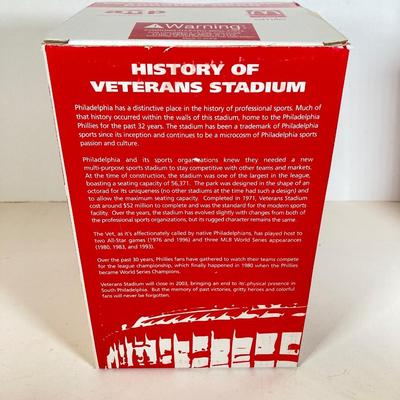 Warning!
HISTORY OF
VETERANS STADIUM
Philadelphia has a distinctive place in the history of professional sports. Much of
that history occurred within the walls of this stadium, home to the Philadelphia
Phillies for the past 32 years. The stadium has been a trademark of Philadelphia
sports since its inception and continues to be a microcosm of Philadelphia sports
passion and culture.
Philadelphia and its sports organizations knew they needed a new
multi-purpose sports stadium to stay competitive with other teams and markets.
At the time of construction, the stadium was one of the largest in the league,
boasting a seating capacity of 56,371. The park was designed in the shape of an
octorad for its uniqueness (no other stadiums at the time had such a design) and
to allow the maximum seating capacity. Completed in 1971, Veterans Stadium
cost around $52 million to complete and was the standard for the modern sports
facility. Over the years, the stadium has evolved slightly with changes from both of
the professional sports organizations, but its rugged character remains the same.
The Vet, as it's affectionately called by native Philadelphians, has played host to
two All-Star games (1976 and 1996) and three MLB World Series appearances
(1980, 1983, and 1993).
Over the past 30 years, Phillies fans have gathered to watch their teams compete
for the league championship, which finally happened in 1980 when the Phillies
became World Series Champions.
Veterans Stadium will close in 2003, bringing an end to its physical presence in
South Philadelphia. But the memory of past victories, gritty heroes and colorful
fans will never be forgotten.